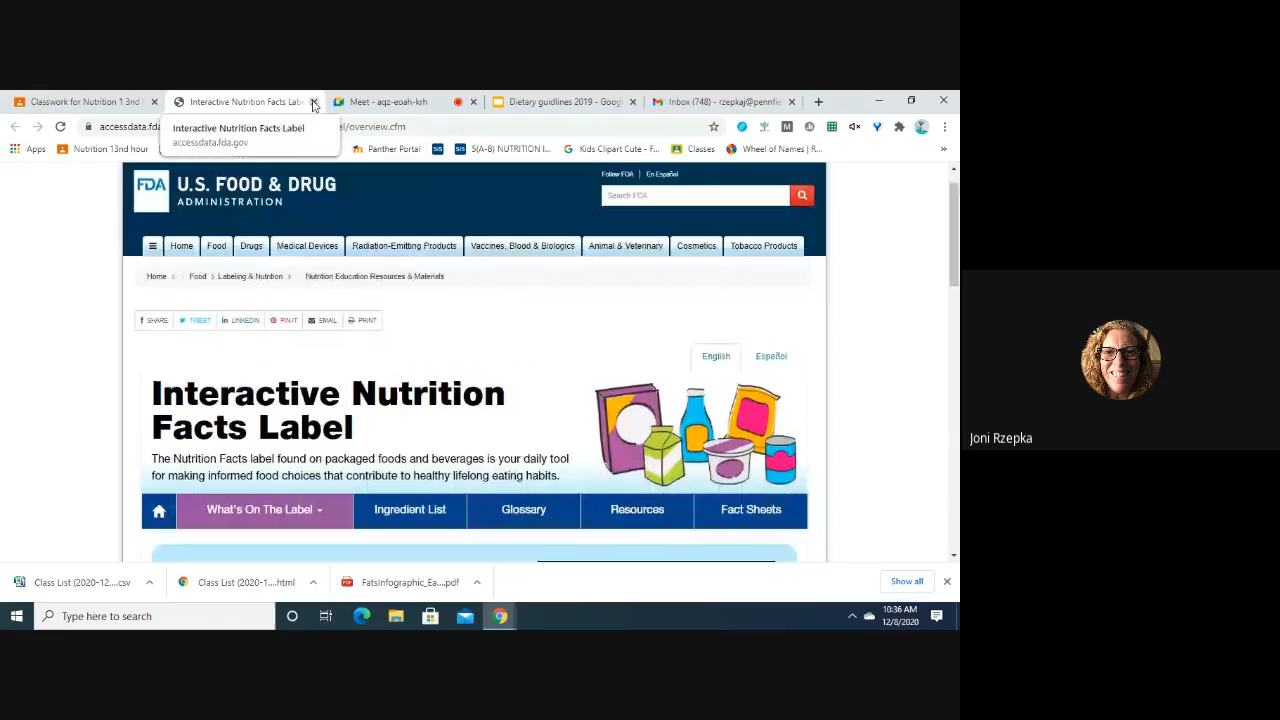 Classwork for Nutrition 1 3nd
Interactive Nutrition Facts Labe
Meet - aqz-eoah-krh
Dietary guidlines 2019 - Goog
Inbox (748) - rzepkaj@pennfie
accessdata.fda
l/overview.cfm
Interactive Nutrition Facts Label
accessdata.fda.gov
Apps
Nutrition 13nd hour
Panther Portal
SIS
SIS
5(A-B) NUTRITION I...
Kids Clipart Cute - F...
Classes
Wheel of Names | R...
FDA
U.S. FOOD & DRUG
ADMINISTRATION
Follow FDA | En Español
Search FDA
Home
Food
Drugs
Medical Devices
Radiation-Emitting Products
Vaccines, Blood & Biologics
Animal & Veterinary
Cosmetics
Tobacco Products
Home > Food > Labeling & Nutrition > Nutrition Education Resources & Materials
SHARE
TWEET
LINKEDIN
PIN IT
EMAIL
PRINT
English
Español
Interactive Nutrition
Facts Label
The Nutrition Facts label found on packaged foods and beverages is your daily tool
for making informed food choices that contribute to healthy lifelong eating habits.
What's On The Label
Ingredient List
Glossary
Resources
Fact Sheets
Joni Rzepka
Class List (2020-12....csv
Class List (2020-1....html
FatsInfographic_Ea....pdf
Show all
Type here to search
10:36 AM
12/8/2020